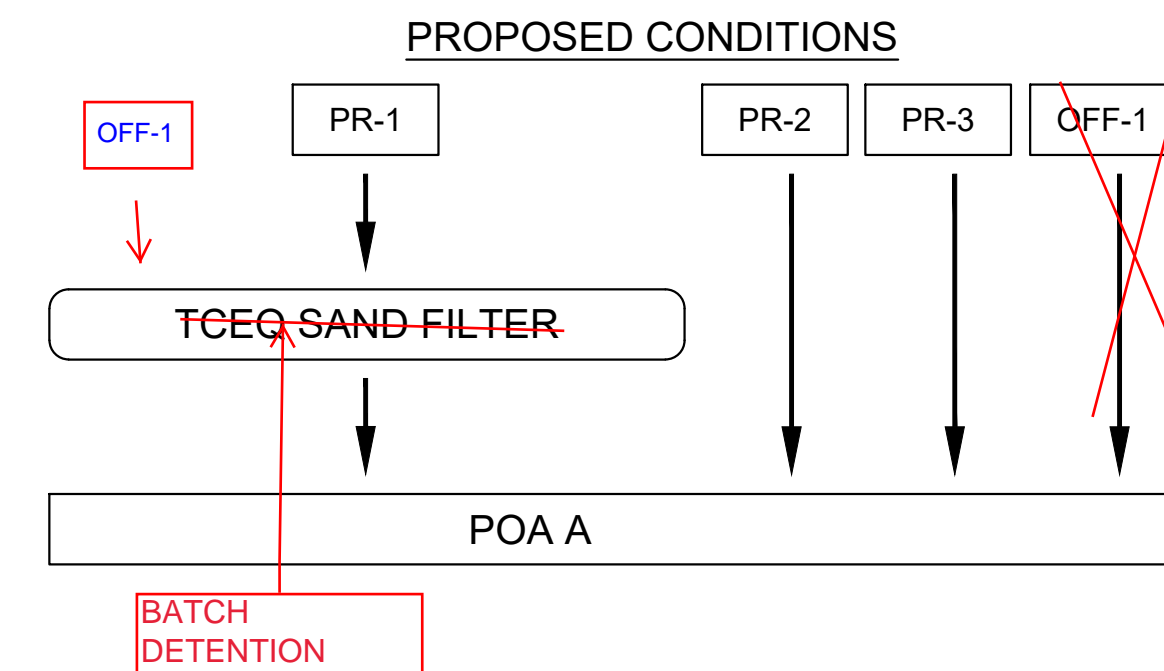 PROPOSED CONDITIONS
OFF-1
PR-1
PR-2
PR-3
OFF-1
TCEQ SAND FILTER
POA A
BATCH
DETENTION